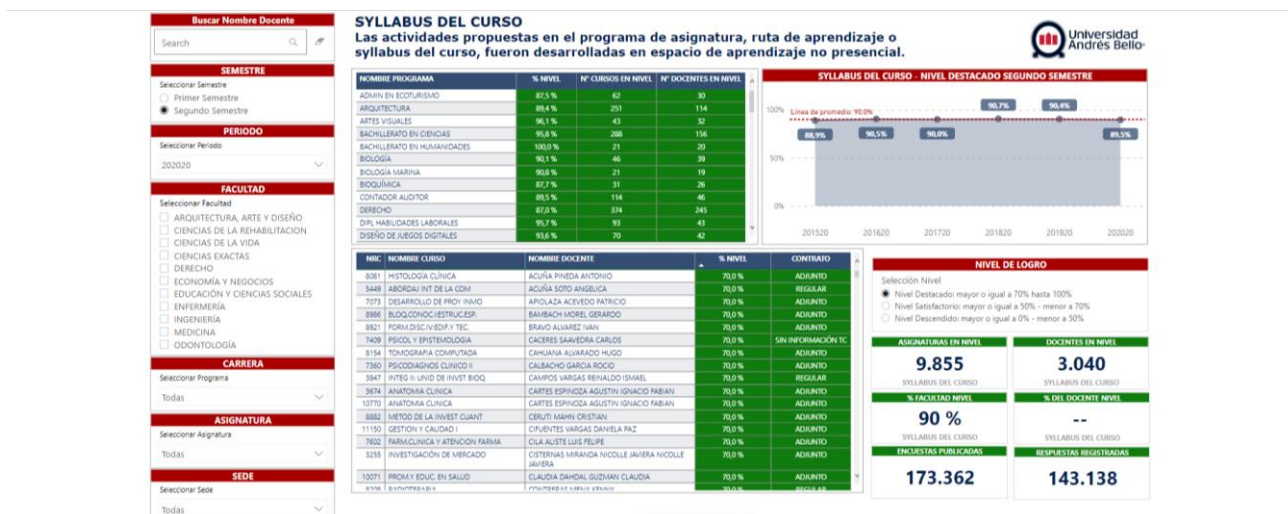 Buscar Nombre Docente
Search
SEMESTRE
Seleccionar Semestre
Primer Semestre
Segundo Semestre
PERIODO
Seleccionar Periodo
202020
FACULTAD
Seleccionar Facultad
ARQUITECTURA, ARTE Y DISEÑO
CIENCIAS DE LA REHABILITACION
CIENCIAS DE LA VIDA
CIENCIAS EXACTAS
DERECHO
ECONOMÍA Y NEGOCIOS
EDUCACIÓN Y CIENCIAS SOCIALES
ENFERMERÍA
INGENIERÍA
MEDICINA
ODONTOLOGÍA
CARRERA
Seleccionar Programa
Todas
ASIGNATURA
Seleccionar Asignatura
Todas
SEDE
Seleccionar Sede
Todas
SYLLABUS DEL CURSO
Las actividades propuestas en el programa de asignatura, ruta de aprendizaje o
syllabus del curso, fueron desarrolladas en espacio de aprendizaje no presencial.
Universidad
Andrés Bello
NOMBRE PROGRAMA % NIVEL N° CURSOS EN NIVEL N° DOCENTES EN NIVEL
ADMIN EN ECOTURISMO 87,5 % 62 30
ARQUITECTURA 89,4 % 251 114
ARTES VISUALES 96,1 % 43 32
BACHILLERATO EN CIENCIAS 95,8 % 288 156
BACHILLERATO EN HUMANIDADES 100,0 % 21 20
BIOLOGÍA 90,1 % 46 39
BIOLOGÍA MARINA 90,8 % 21 19
BIOQUÍMICA 87,7 % 31 26
CONTADOR AUDITOR 89,5 % 114 46
DERECHO 87,0 % 374 245
DIPL HABILIDADES LABORALES 95,7 % 93 43
DISEÑO DE JUEGOS DIGITALES 93,6 % 70 42
SYLLABUS DEL CURSO - NIVEL DESTACADO SEGUNDO SEMESTRE
100%
Línea de promedio: 90,0%
88,9% 90,5% 90,0% 90,7% 90,4% 89,5%
50%
0%
201520 201620 201720 201820 201920 202020
NRC NOMBRE CURSO NOMBRE DOCENTE % NIVEL CONTRATO
8061 HISTOLOGÍA CLÍNICA ACUÑA PINEDA ANTONIO 70,0 % ADJUNTO
5449 ABORDAJ INT DE LA COM ACUÑA SOTO ANGELICA 70,0 % REGULAR
7073 DESARROLLO DE PROY INMO APIOLAZA ACEVEDO PATRICIO 70,0 % ADJUNTO
8986 BLOQ.CONOC.I:ESTRUC.ESP. BAMBACH MOREL GERARDO 70,0 % ADJUNTO
8921 FORM.DISC.IV:EDIF.Y TEC. BRAVO ALVAREZ IVAN 70,0 % ADJUNTO
7409 PSICOL Y EPISTEMOLOGIA CACERES SAAVEDRA CARLOS 70,0 % SIN INFORMACIÓN TC
8154 TOMOGRAFIA COMPUTADA CAHUANA ALVARADO HUGO 70,0 % ADJUNTO
7360 PSICODIAGNOS CLINICO II CALBACHO GARCIA ROCIO 70,0 % ADJUNTO
3847 INTEG II: UNID DE INVST BIOQ CAMPOS VARGAS REINALDO ISMAEL 70,0 % REGULAR
3674 ANATOMIA CLINICA CARTES ESPINOZA AGUSTIN IGNACIO FABIAN 70,0 % ADJUNTO
10770 ANATOMIA CLINICA CARTES ESPINOZA AGUSTIN IGNACIO FABIAN 70,0 % ADJUNTO
8882 METOD DE LA INVEST CUANT CERUTI MAHN CRISTIAN 70,0 % ADJUNTO
11150 GESTION Y CALIDAD I CIFUENTES VARGAS DANIELA PAZ 70,0 % ADJUNTO
7602 FARM.CLINICA Y ATENCION FARMA CILA ALISTE LUIS FELIPE 70,0 % ADJUNTO
3255 INVESTIGACIÓN DE MERCADO CISTERNAS MIRANDA NICOLLE JAVIERA NICOLLE JAVIERA 70,0 % ADJUNTO
10071 PROM.Y EDUC. EN SALUD CLAUDIA DAHDAL GUZMAN CLAUDIA 70,0 % ADJUNTO
RADIOTERAPIA CONTRERAS MENA KENNY 70,0 % REGULAR
NIVEL DE LOGRO
Selección Nivel
Nivel Destacado: mayor o igual a 70% hasta 100%
Nivel Satisfactorio: mayor o igual a 50% - menor a 70%
Nivel Descendido: mayor o igual a 0% - menor a 50%
ASIGNATURAS EN NIVEL DOCENTES EN NIVEL
9.855 3.040
SYLLABUS DEL CURSO SYLLABUS DEL CURSO
% FACULTAD NIVEL % DEL DOCENTE NIVEL
90 % --
SYLLABUS DEL CURSO SYLLABUS DEL CURSO
ENCUESTAS PUBLICADAS RESPUESTAS REGISTRADAS
173.362 143.138